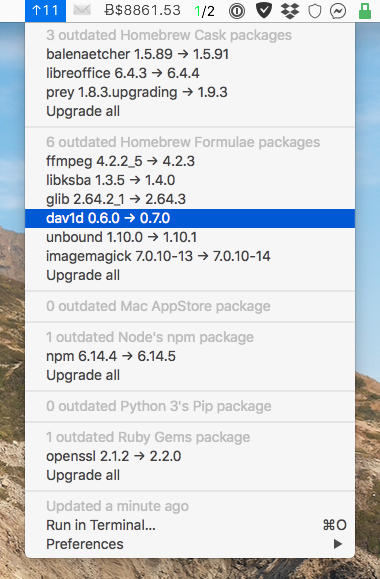 ↑11 Ƀ$8861.53 1/2
3 outdated Homebrew Cask packages
balenaetcher 1.5.89 → 1.5.91
libreoffice 6.4.3 → 6.4.4
prey 1.8.3.upgrading → 1.9.3
Upgrade all
6 outdated Homebrew Formulae packages
ffmpeg 4.2.2_5 → 4.2.3
libksba 1.3.5 → 1.4.0
glib 2.64.2_1 → 2.64.3
dav1d 0.6.0 → 0.7.0
unbound 1.10.0 → 1.10.1
imagemagick 7.0.10-13 → 7.0.10-14
Upgrade all
0 outdated Mac AppStore package
1 outdated Node's npm package
npm 6.14.4 → 6.14.5
Upgrade all
0 outdated Python 3's Pip package
1 outdated Ruby Gems package
openssl 2.1.2 → 2.2.0
Upgrade all
Updated a minute ago
Run in Terminal... ⌘O
Preferences ▶